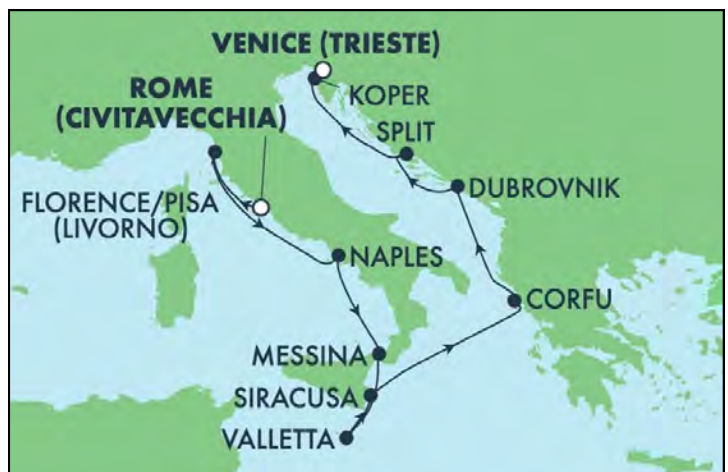 VENICE (TRIESTE)
ROME
(CIVITAVECCHIA)
KOPER
SPLIT
DUBROVNIK
FLORENCE/PISA
(LIVORNO)
NAPLES
CORFU
MESSINA
SIRACUSA
VALLETTA